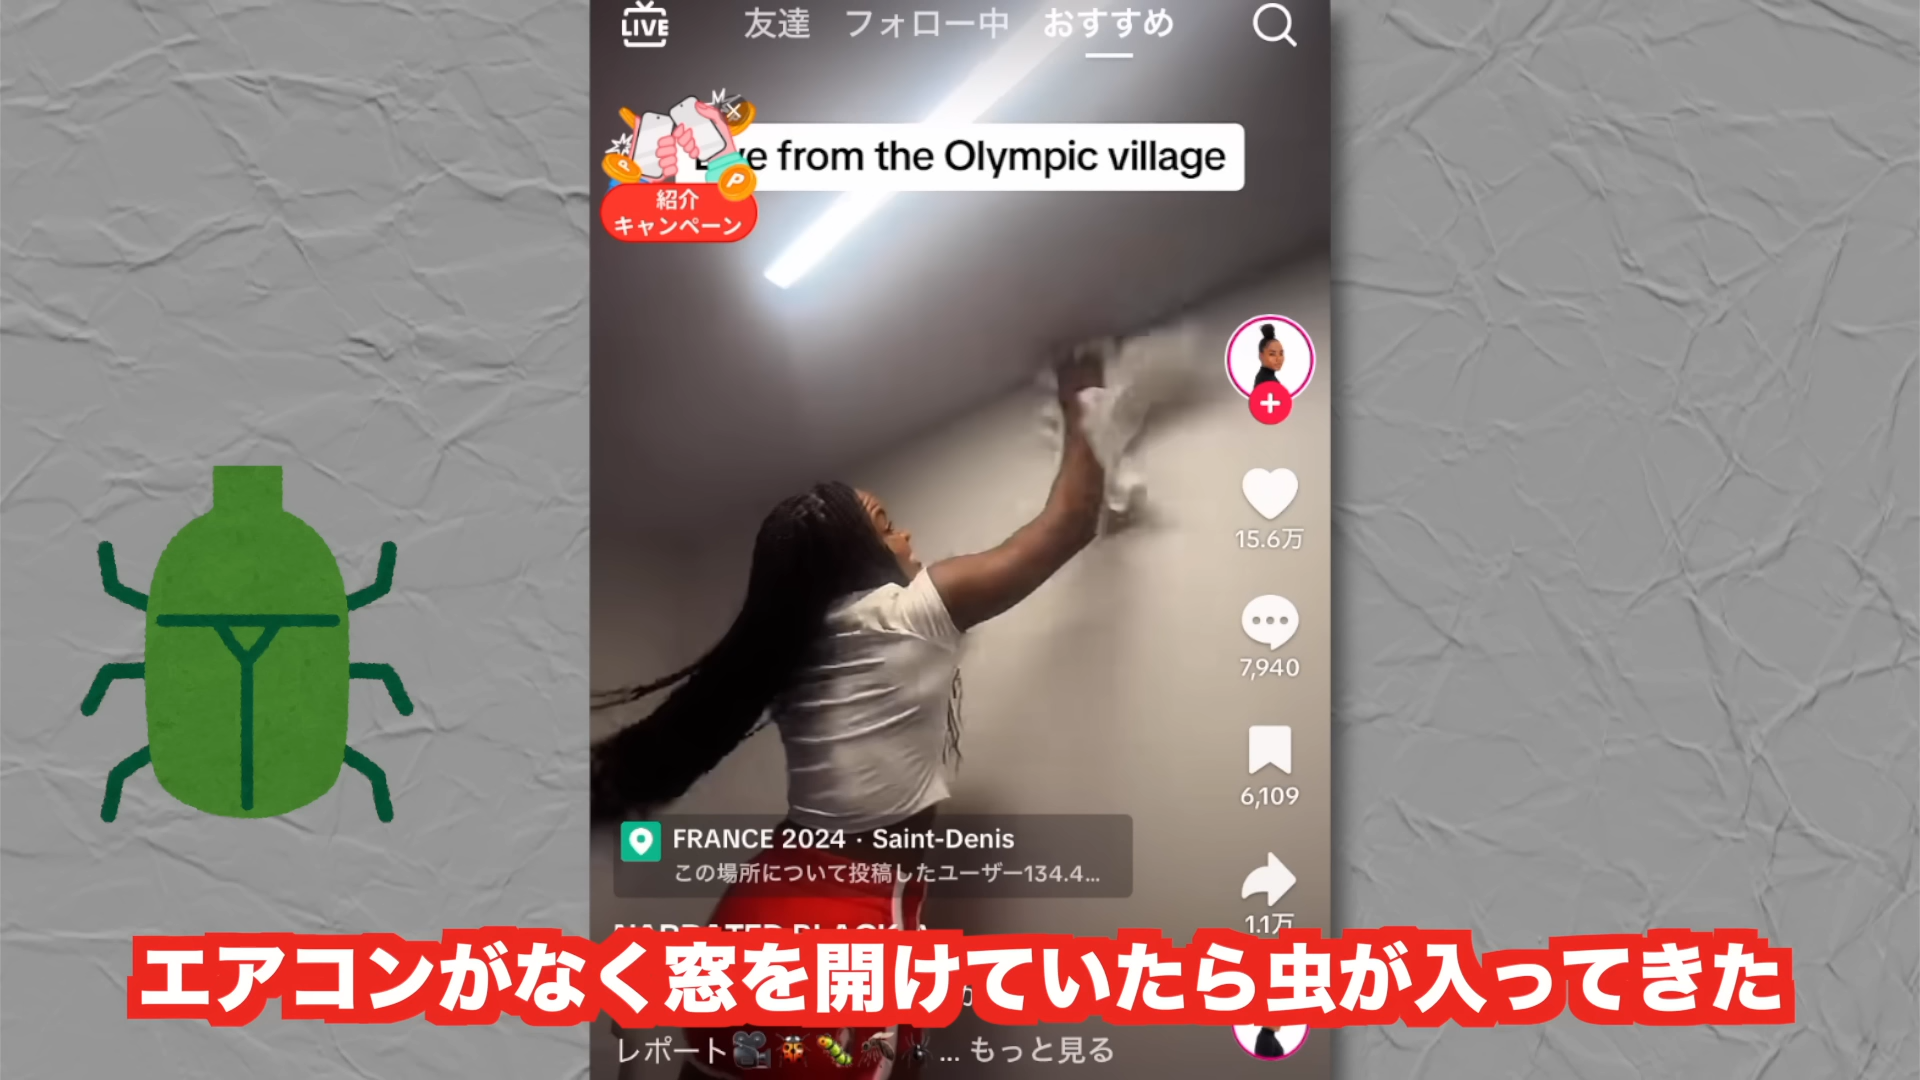 LIVE
友達 フォロー中 おすすめ
from the Olympic village
紹介
キャンペーン
15.6万
7,940
6,109
1.1万
FRANCE 2024 · Saint-Denis
この場所について投稿したユーザー134.4...
エアコンがなく窓を開けていたら虫が入ってきた
レポート🎥🐞🐛🦟🕷️... もっと見る